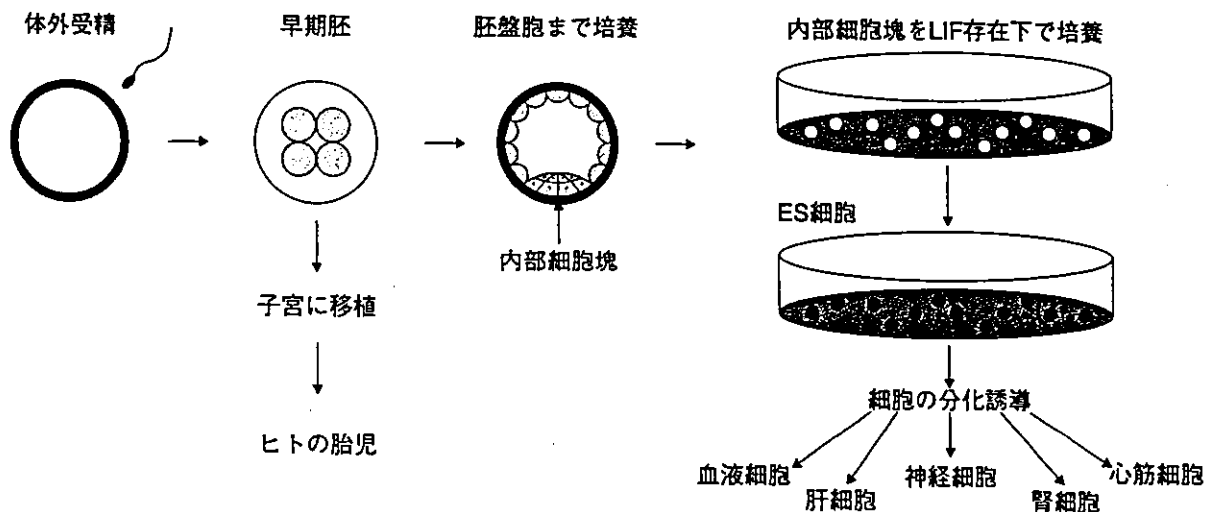 体外受精
早期胚
胚盤胞まで培養
内部細胞塊をLIF存在下で培養
内部細胞塊
ES細胞
子宮に移植
ヒトの胎児
細胞の分化誘導
血液細胞
肝細胞
神経細胞
腎細胞
心筋細胞